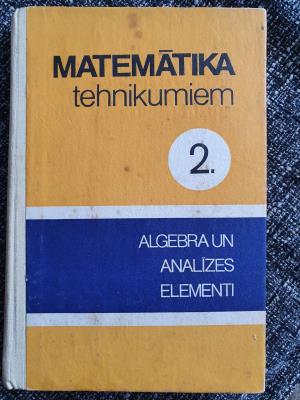 MATEMĀTIKA
tehnikumiem
2.
ALGEBRA UN
ANALĪZES
ELEMENTI